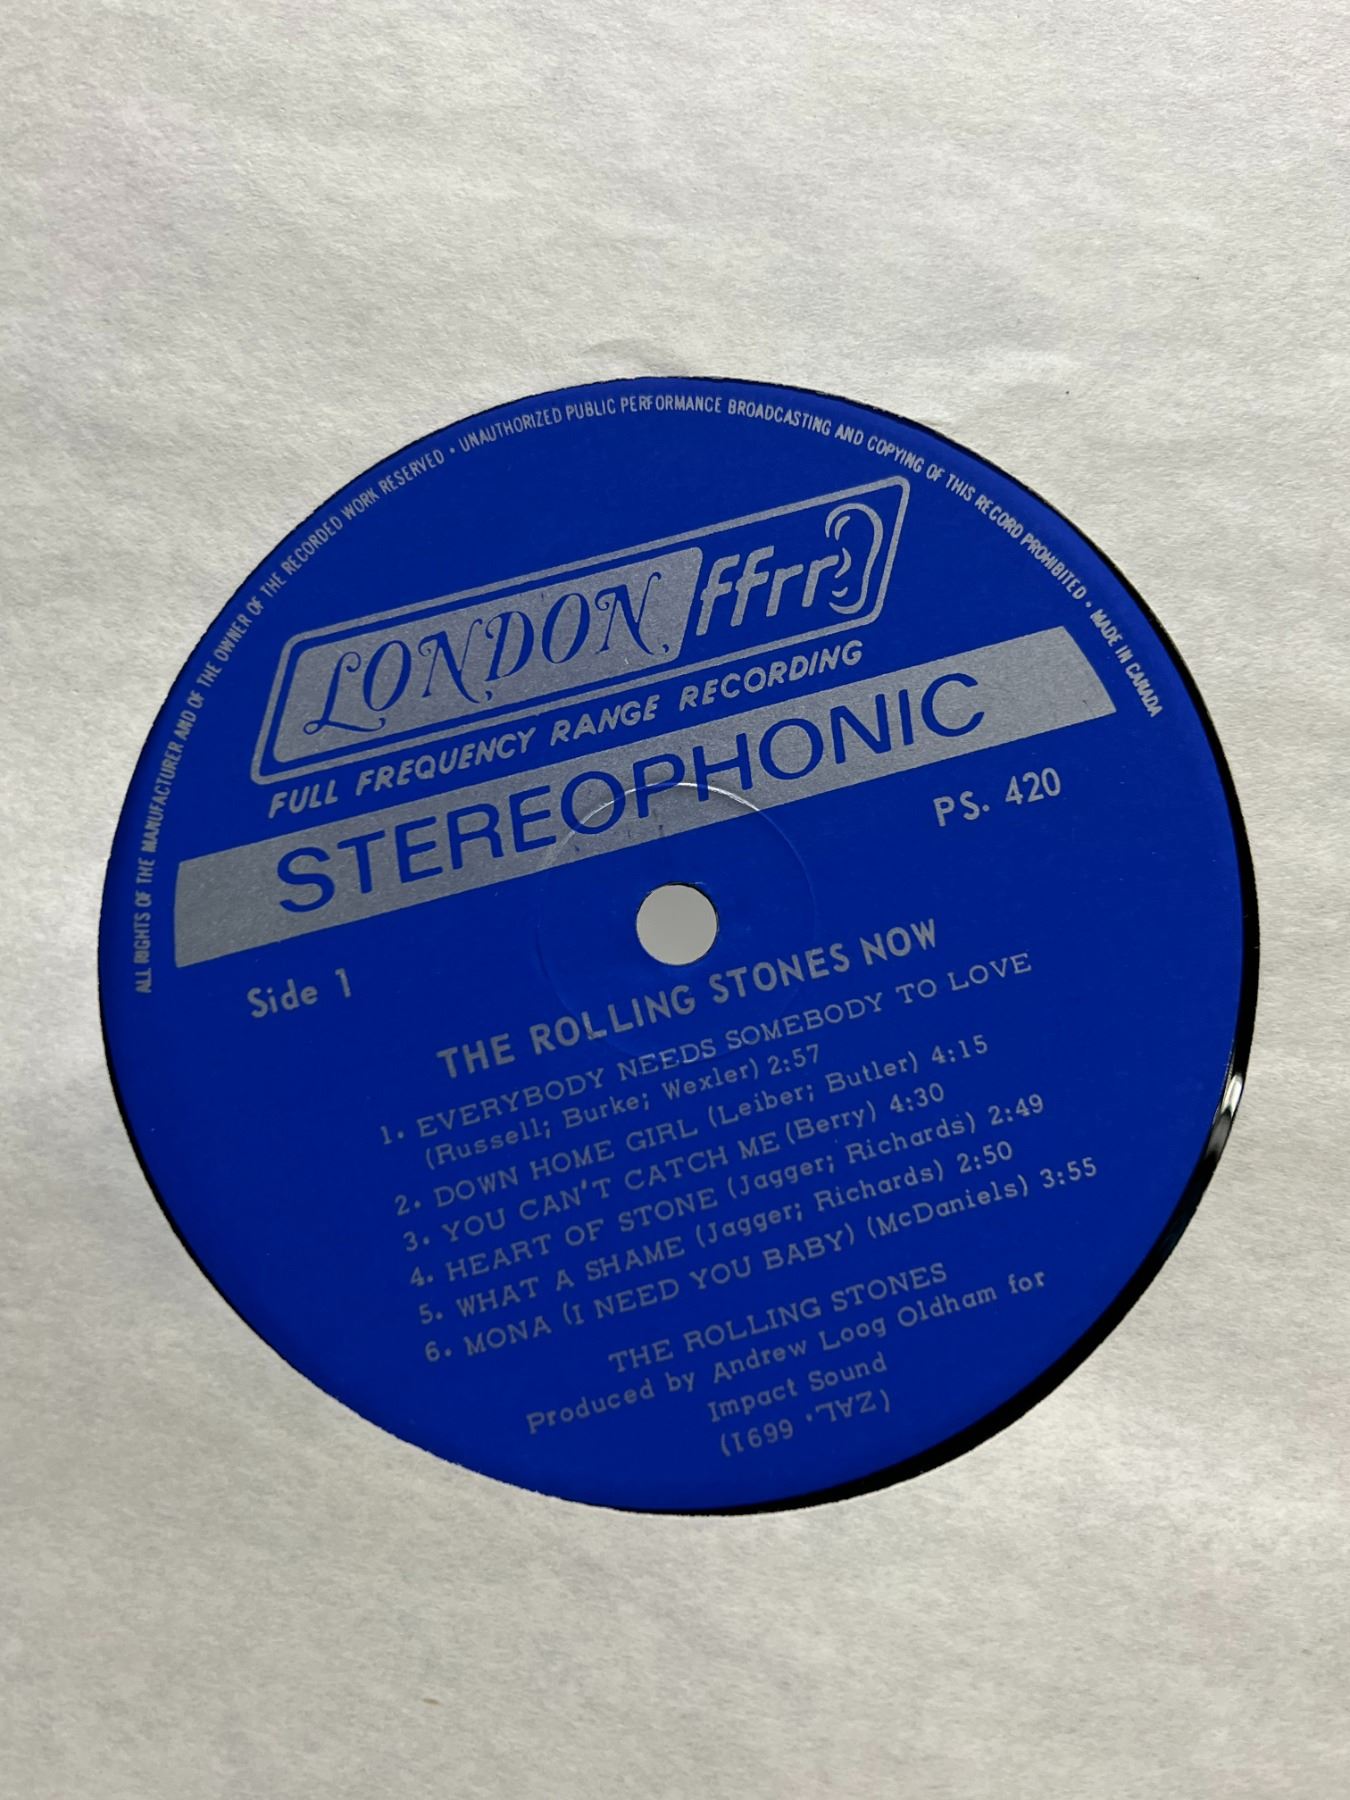 ALL RIGHTS OF THE MANUFACTURER AND OF THE OWNER OF THE RECORDED WORK RESERVED • UNAUTHORIZED PUBLIC PERFORMANCE BROADCASTING AND COPYING OF THIS RECORD PROHIBITED • MADE IN CANADA
LONDON ffrr
FULL FREQUENCY RANGE RECORDING
STEREOPHONIC
PS. 420
Side 1
THE ROLLING STONES NOW
1. EVERYBODY NEEDS SOMEBODY TO LOVE
(Russell; Burke; Wexler) 2:57
2. DOWN HOME GIRL (Leiber; Butler) 4:15
3. YOU CAN'T CATCH ME (Berry) 4:30
4. HEART OF STONE (Jagger; Richards) 2:49
5. WHAT A SHAME (Jagger; Richards) 2:50
6. MONA (I NEED YOU BABY) (McDaniels) 3:55
THE ROLLING STONES
Produced by Andrew Loog Oldham for
Impact Sound
(ZAL. 6691)